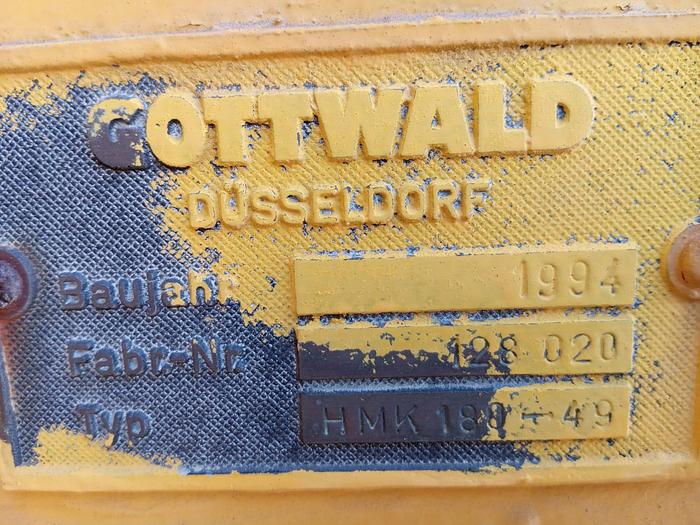 GOTTWALD
DÜSSELDORF
Baujahr 1994
Fabr.-Nr. 128 020
Typ HMK 180 - 49